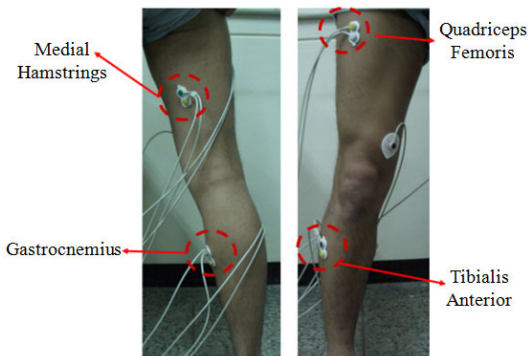 Medial
Hamstrings
Quadriceps
Femoris
Gastrocnemius
Tibialis
Anterior